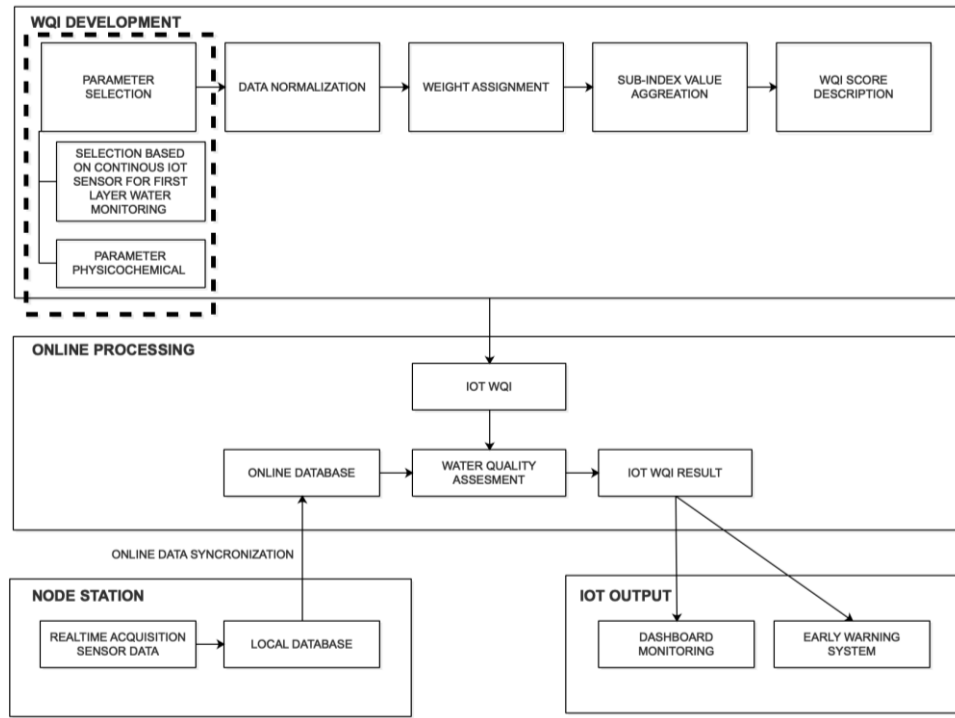 WQI DEVELOPMENT
PARAMETER
SELECTION
DATA NORMALIZATION
WEIGHT ASSIGNMENT
SUB-INDEX VALUE
AGGREATION
WQI SCORE
DESCRIPTION
SELECTION BASED
ON CONTINOUS IOT
SENSOR FOR FIRST
LAYER WATER
MONITORING
PARAMETER
PHYSICOCHEMICAL
ONLINE PROCESSING
IOT WQI
ONLINE DATABASE
WATER QUALITY
ASSESMENT
IOT WQI RESULT
ONLINE DATA SYNCRONIZATION
NODE STATION
REALTIME ACQUISITION
SENSOR DATA
LOCAL DATABASE
IOT OUTPUT
DASHBOARD
MONITORING
EARLY WARNING
SYSTEM